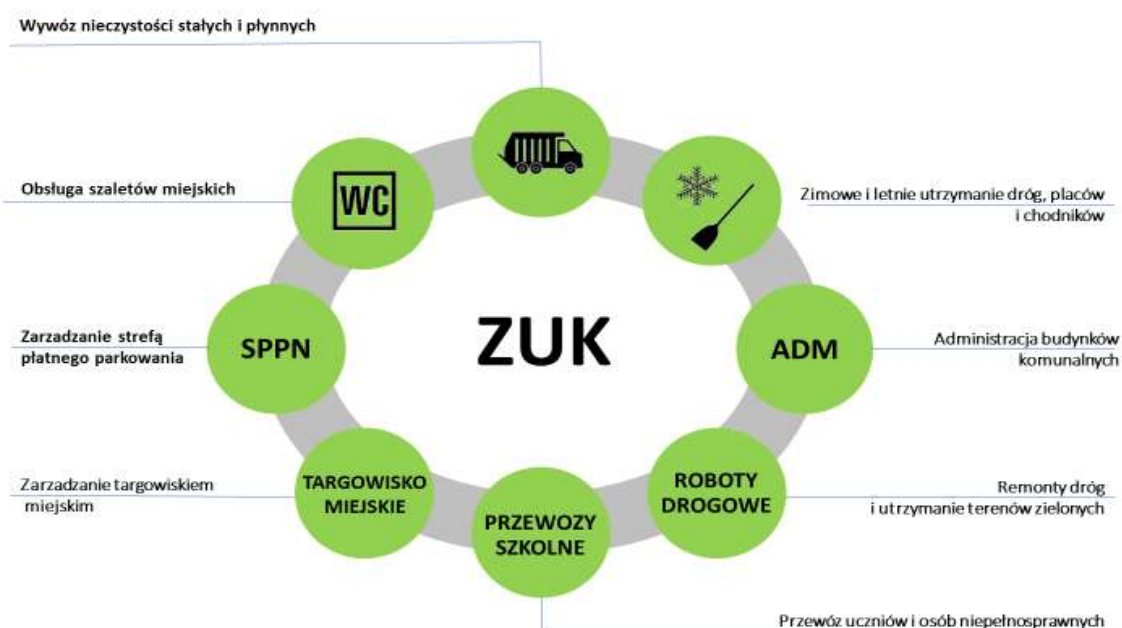 Wywóz nieczystości stałych i płynnych
Obsługa szaletów miejskich
WC
Zimowe i letnie utrzymanie dróg, placów
i chodników
Zarzadzanie strefą
płatnego parkowania
SPPN
ZUK
ADM
Administracja budynków
komunalnych
Zarzadzanie targowiskiem
miejskim
TARGOWISKO
MIEJSKIE
PRZEWOZY
SZKOLNE
ROBOTY
DROGOWE
Remonty dróg
i utrzymanie terenów zielonych
Przewóz uczniów i osób niepełnosprawnych